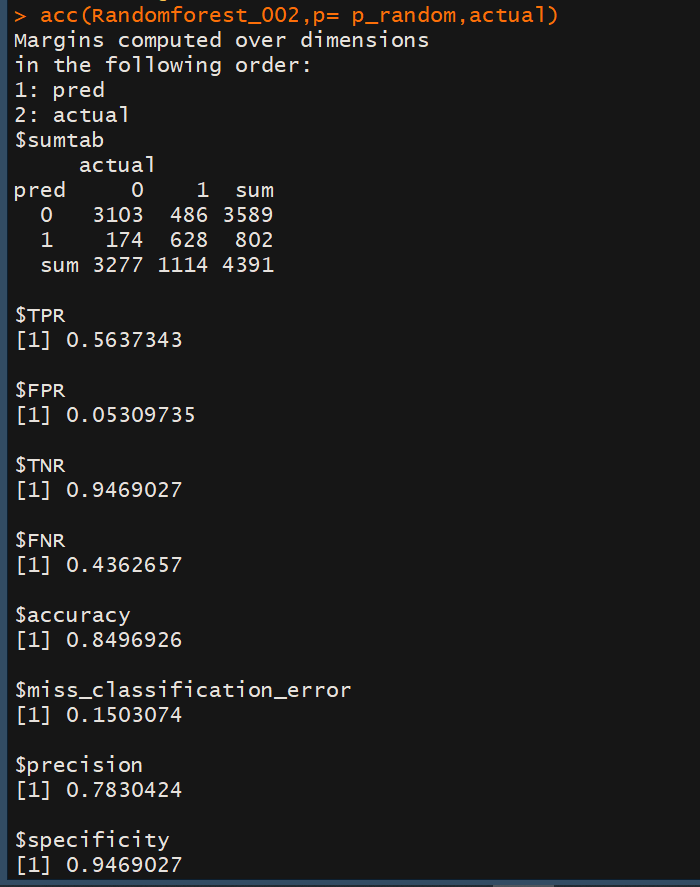 > acc(Randomforest_002,p= p_random,actual)
Margins computed over dimensions
in the following order:
1: pred
2: actual
$sumtab
     actual
pred     0    1  sum
  0   3103  486 3589
  1    174  628  802
  sum 3277 1114 4391

$TPR
[1] 0.5637343

$FPR
[1] 0.05309735

$TNR
[1] 0.9469027

$FNR
[1] 0.4362657

$accuracy
[1] 0.8496926

$miss_classification_error
[1] 0.1503074

$precision
[1] 0.7830424

$specificity
[1] 0.9469027